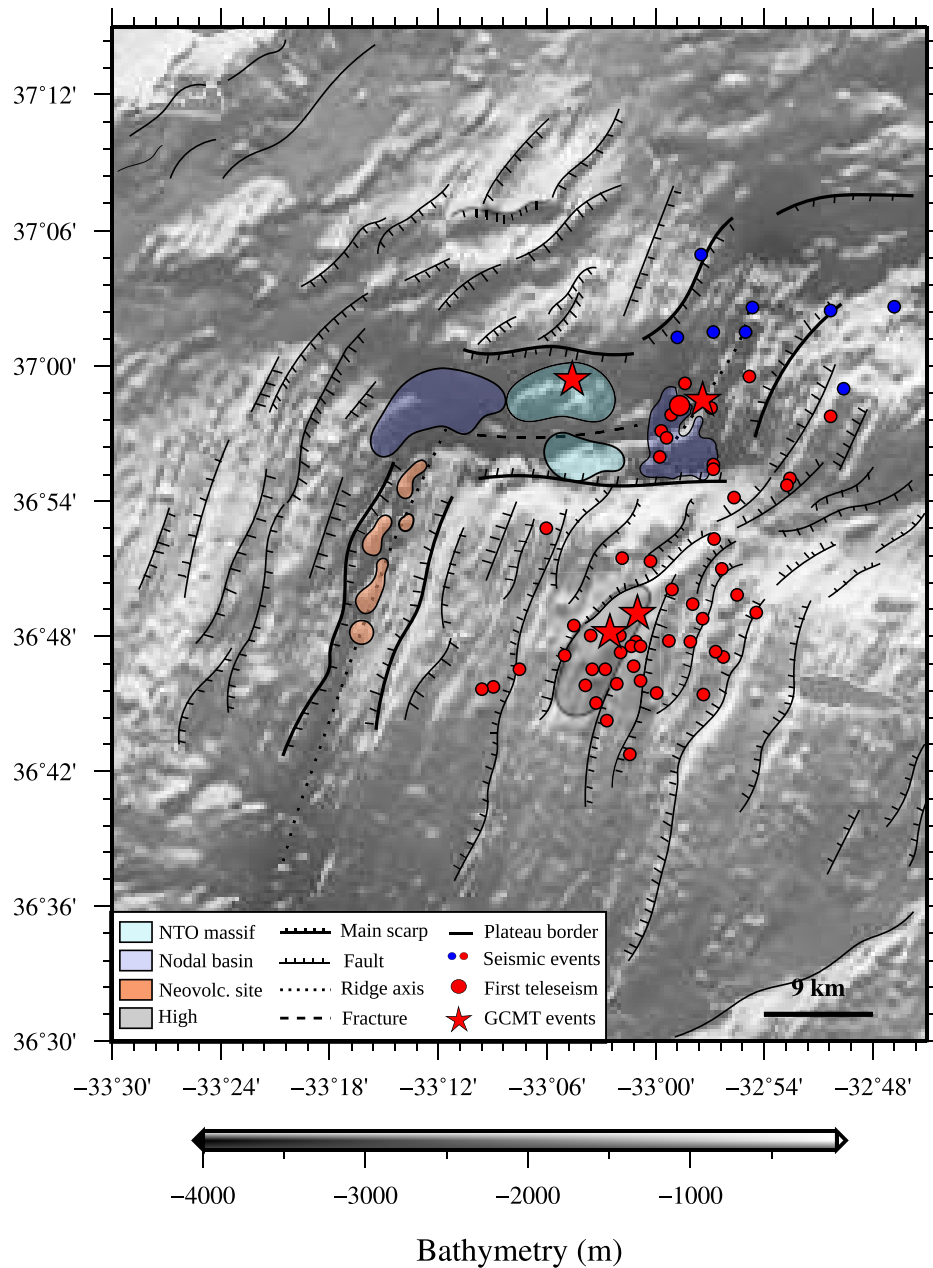 37°12'
37°06'
37°00'
36°54'
36°48'
36°42'
36°36'
36°30'
NTO massif
Nodal basin
Neovolc. site
High
Main scarp
Fault
Ridge axis
Fracture
Plateau border
Seismic events
First teleseism
GCMT events
9 km
−33°30' −33°24' −33°18' −33°12' −33°06' −33°00' −32°54' −32°48'
−4000 −3000 −2000 −1000
Bathymetry (m)